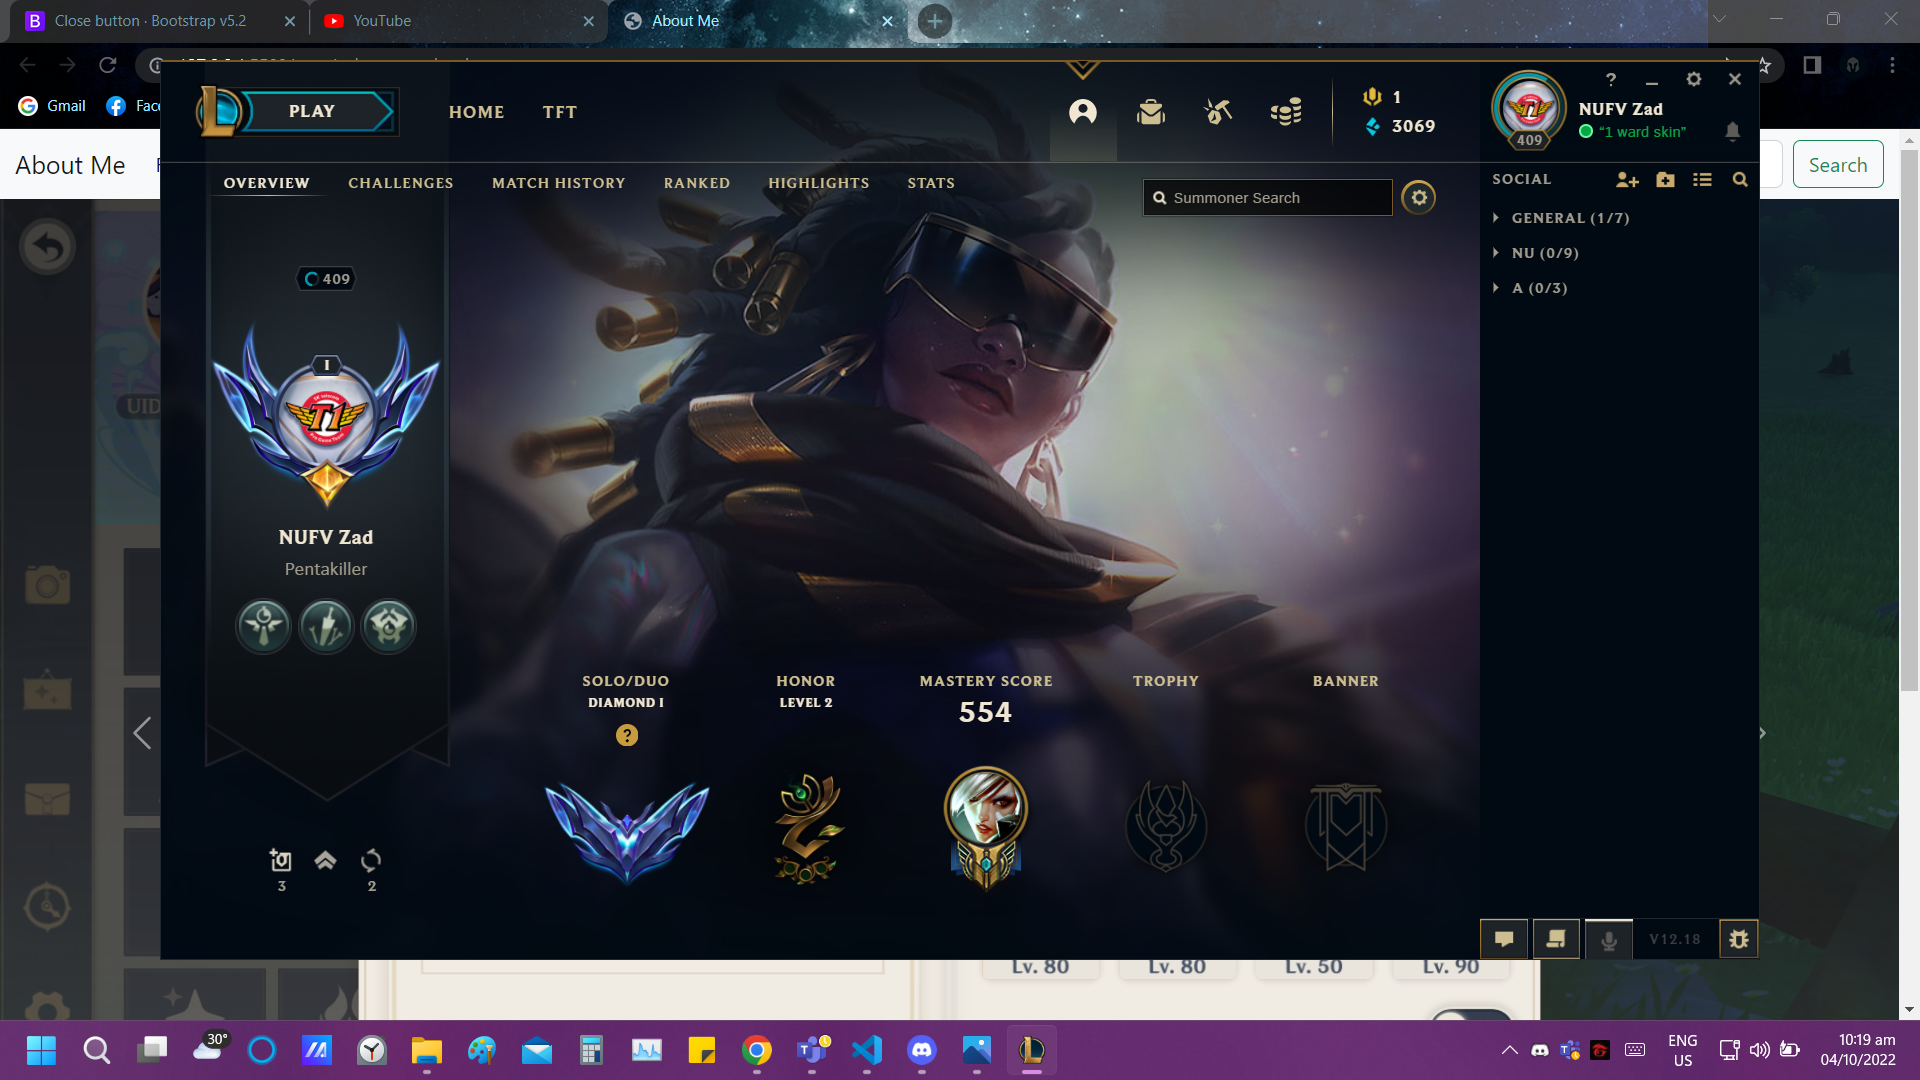 Close button · Bootstrap v5.2
YouTube
About Me
Gmail
Fac
About Me
Search
PLAY
HOME
TFT
1
3069
409
NUFV Zad
"1 ward skin"
OVERVIEW
CHALLENGES
MATCH HISTORY
RANKED
HIGHLIGHTS
STATS
Summoner Search
SOCIAL
GENERAL (1/7)
NU (0/9)
A (0/3)
409
I
T1
UID
NUFV Zad
Pentakiller
SOLO/DUO
DIAMOND I
?
HONOR
LEVEL 2
MASTERY SCORE
554
TROPHY
BANNER
3
2
V12.18
Lv. 80
Lv. 80
Lv. 50
Lv. 90
30°
ENG
US
10:19 am
04/10/2022